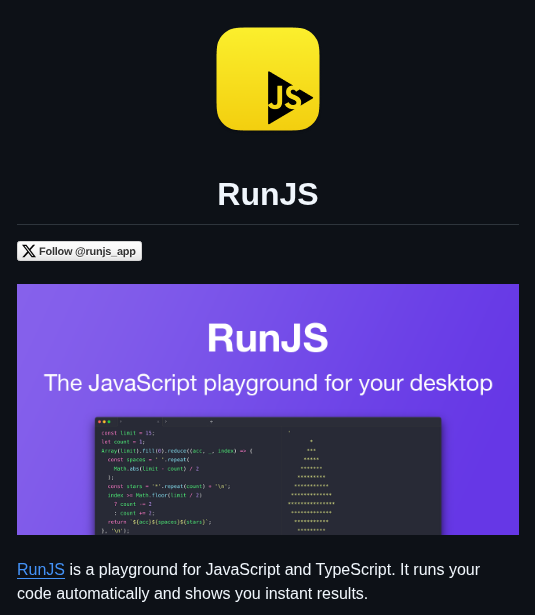 JS
RunJS
Follow @runjs_app
RunJS
The JavaScript playground for your desktop
const limit = 15;
let count = 1;
Array(limit).fill(0).reduce((acc, _, index) => {
const spaces = ' '.repeat(
Math.abs(limit - count) / 2
);
const stars = '*'.repeat(count) + '\n';
index >= Math.floor(limit / 2)
? count -= 2
: count += 2;
return `${acc}${spaces}${stars}`;
}, '\n');
*
***
*****
*******
*********
***********
*************
***************
*************
***********
*********
RunJS is a playground for JavaScript and TypeScript. It runs your
code automatically and shows you instant results.